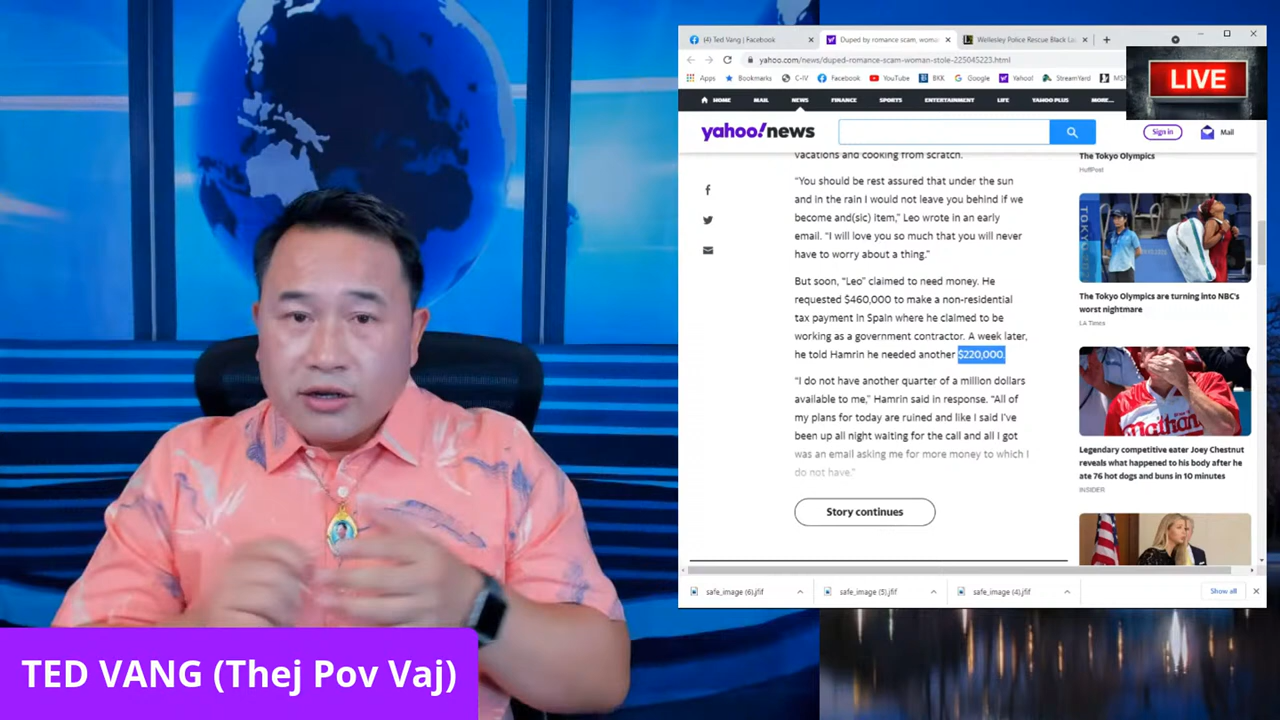 (4) Ted Vang | Facebook
Duped by romance scam, woma
Wellesley Police Rescue Black La
yahoo.com/news/duped-romance-scam-woman-stole-225045223.html
Apps
Bookmarks
C-IV
Facebook
YouTube
BKK
Google
Yahoo!
StreamYard
MSN
LIVE
HOME
MAIL
NEWS
FINANCE
SPORTS
ENTERTAINMENT
LIFE
YAHOO PLUS
MORE...
yahoo!news
Sign in
Mail
vacations and cooking from scratch.
“You should be rest assured that under the sun
and in the rain I would not leave you behind if we
become and(sic) item,” Leo wrote in an early
email. “I will love you so much that you will never
have to worry about a thing.”
But soon, “Leo” claimed to need money. He
requested $460,000 to make a non-residential
tax payment in Spain where he claimed to be
working as a government contractor. A week later,
he told Hamrin he needed another $220,000.
“I do not have another quarter of a million dollars
available to me,” Hamrin said in response. “All of
my plans for today are ruined and like I said I've
been up all night waiting for the call and all I got
was an email asking me for more money to which I
do not have.”
Story continues
The Tokyo Olympics
HuffPost
TOKYO 202
The Tokyo Olympics are turning into NBC's
worst nightmare
LA Times
Nathan
Legendary competitive eater Joey Chestnut
reveals what happened to his body after he
ate 76 hot dogs and buns in 10 minutes
INSIDER
safe_image (6).jfif
safe_image (5).jfif
safe_image (4).jfif
Show all
TED VANG (Thej Pov Vaj)